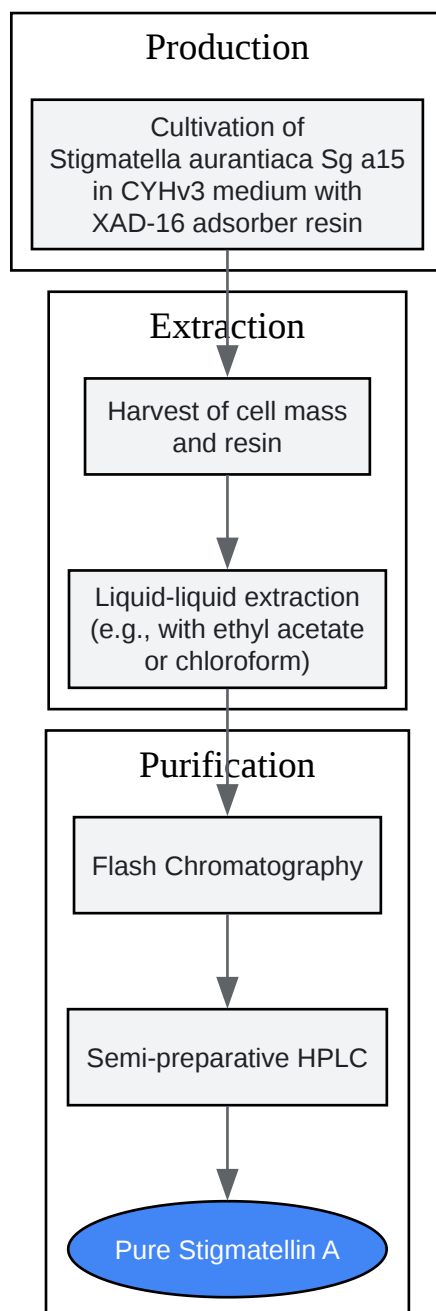 Production
Cultivation of
Stigmatella aurantiaca Sg a15
in CYHv3 medium with
XAD-16 adsorber resin
Extraction
Harvest of cell mass
and resin
Liquid-liquid extraction
(e.g., with ethyl acetate
or chloroform)
Purification
Flash Chromatography
Semi-preparative HPLC
Pure Stigmatellin A